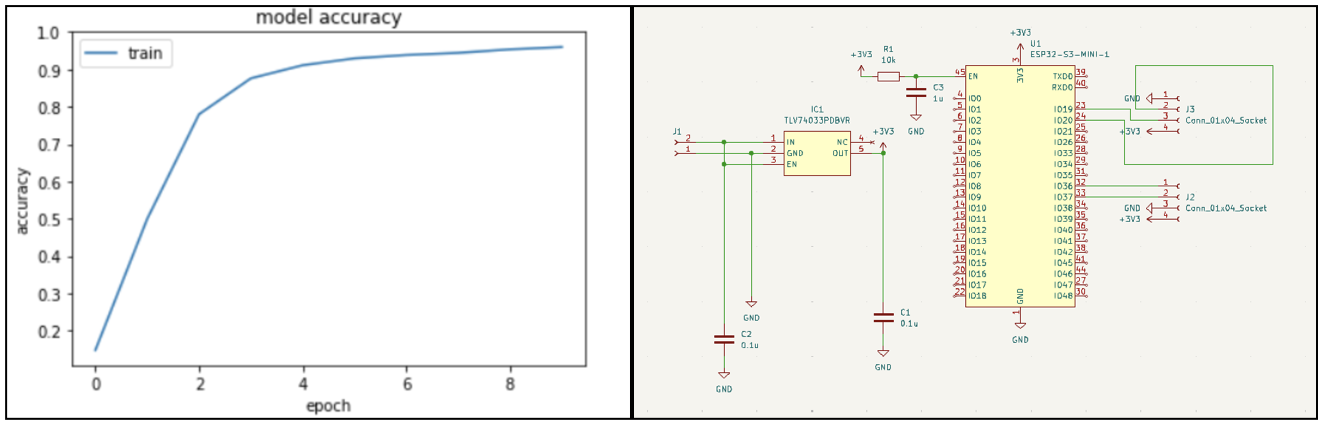 model accuracy
train
accuracy
1.0
0.9
0.8
0.7
0.6
0.5
0.4
0.3
0.2
0 2 4 6 8
epoch
+3V3
R1
10k
C3
1u
GND
J1
2
1
IC1
TLV74033PDBVR
1 IN NC 4
2 GND OUT 5
3 EN
+3V3
GND
C2
0.1u
GND
C1
0.1u
GND
+3V3
U1
ESP32-S3-MINI-1
3
3V3
45 EN TXD0 39
RXD0 40
4 IO0
5 IO1 IO19 23
6 IO2 IO20 24
7 IO3 IO21 25
8 IO4 IO26 26
9 IO5 IO33 28
10 IO6 IO34 29
11 IO7 IO35 31
12 IO8 IO36 32
13 IO9 IO37 33
14 IO10 IO38 34
15 IO11 IO39 35
16 IO12 IO40 36
17 IO13 IO41 37
18 IO14 IO42 38
19 IO15 IO45 41
20 IO16 IO46 44
21 IO17 IO47 27
22 IO18 IO48 30
GND
1
GND
GND 1
2 J3
3 Conn_01x04_Socket
+3V3 4
1
2 J2
GND 3 Conn_01x04_Socket
+3V3 4